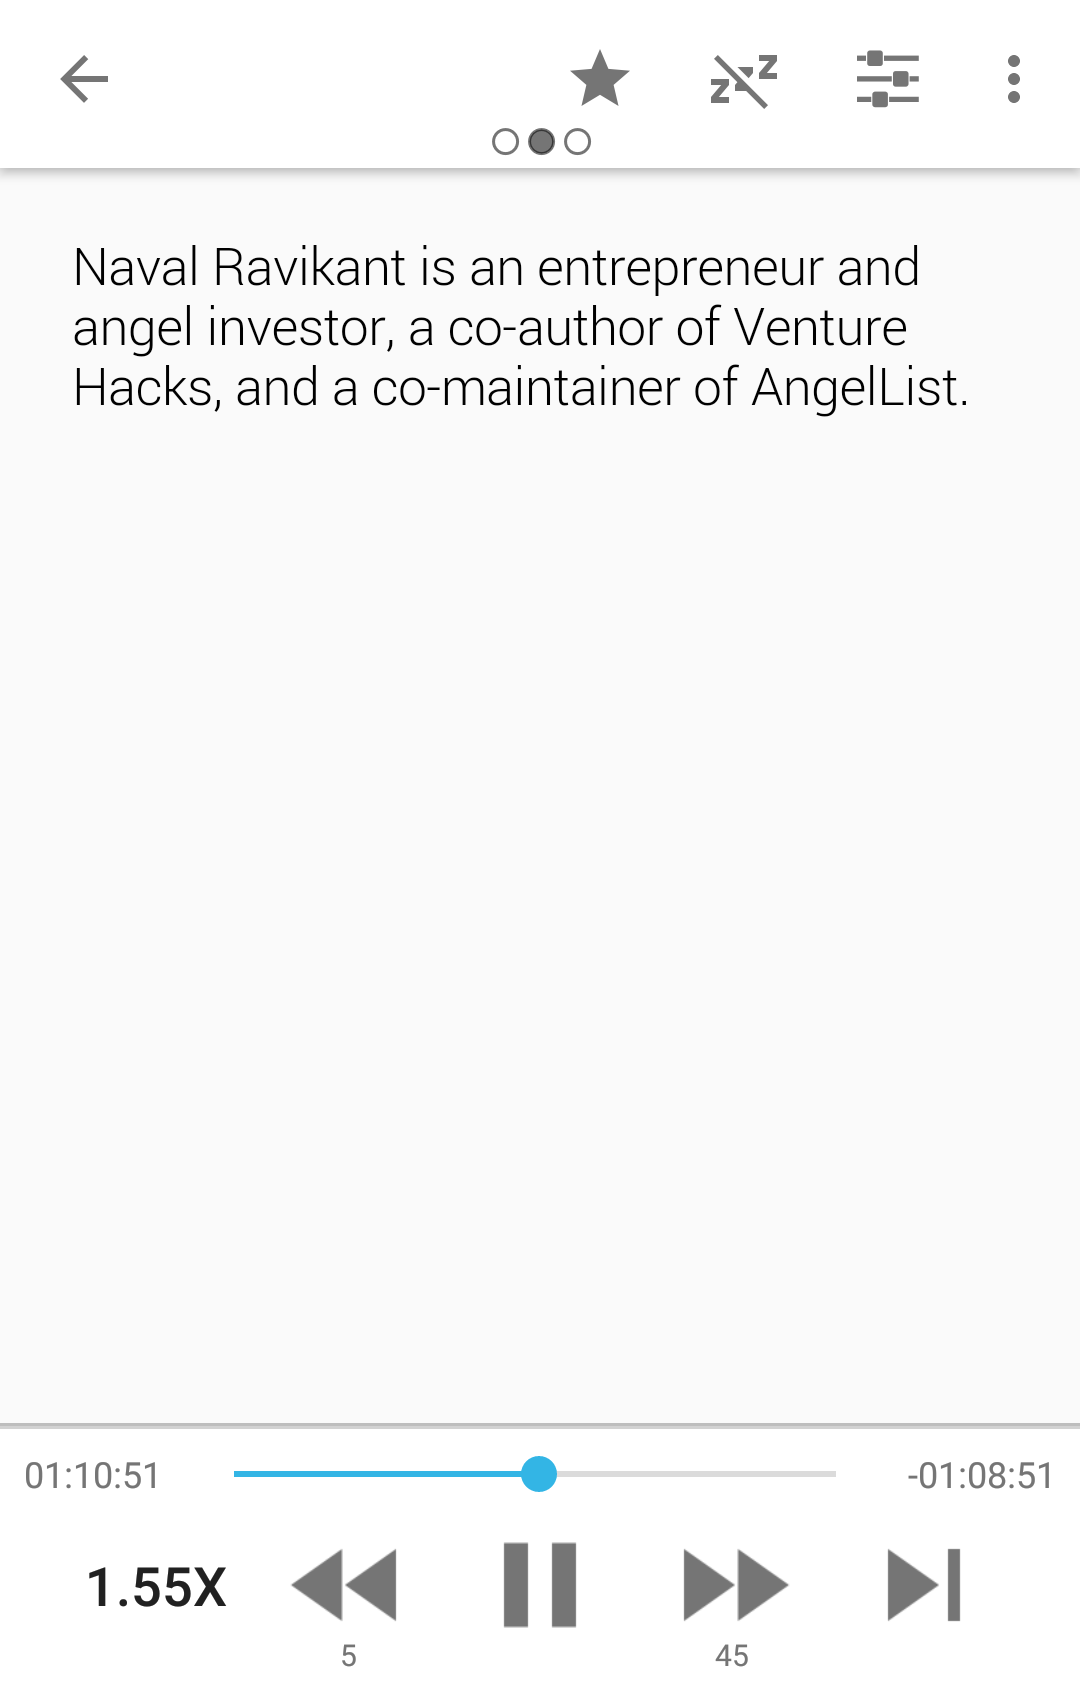 Naval Ravikant is an entrepreneur and
angel investor, a co-author of Venture
Hacks, and a co-maintainer of AngelList.
01:10:51
-01:08:51
1.55X
5
45